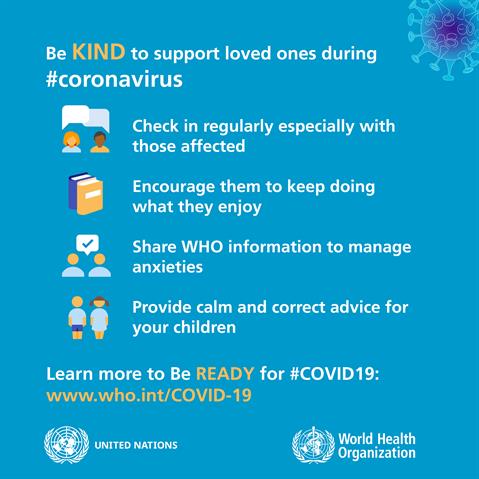 Be KIND to support loved ones during
#coronavirus
Check in regularly especially with
those affected
Encourage them to keep doing
what they enjoy
Share WHO information to manage
anxieties
Provide calm and correct advice for
your children
Learn more to Be READY for #COVID19:
www.who.int/COVID-19
UNITED NATIONS
World Health
Organization